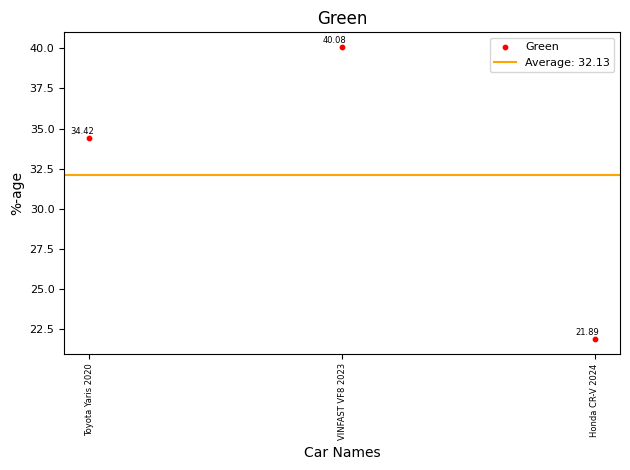 Green
40.08
Green
Average: 32.13
34.42
21.89
40.0
37.5
35.0
32.5
30.0
27.5
25.0
22.5
%-age
Toyota Yaris 2020
VINFAST VF8 2023
Honda CR-V 2024
Car Names